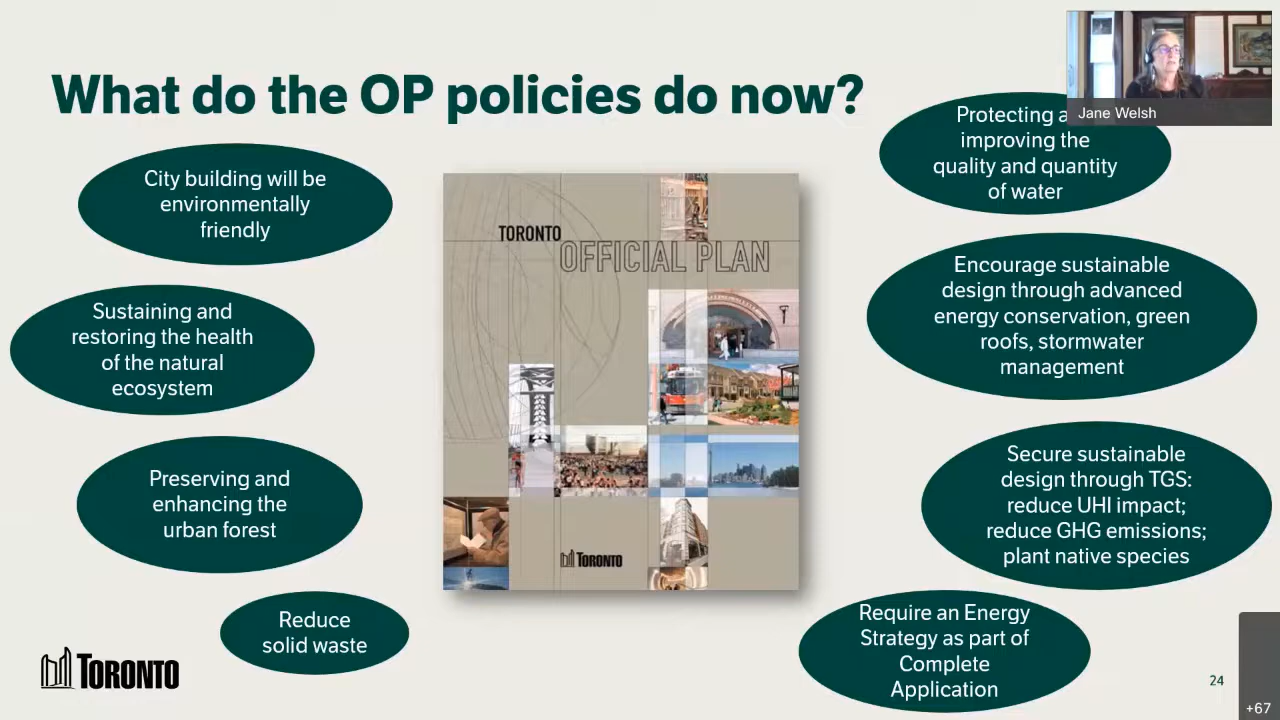 What do the OP policies do now?
City building will be
environmentally
friendly
Sustaining and
restoring the health
of the natural
ecosystem
Preserving and
enhancing the
urban forest
Reduce
solid waste
TORONTO
TORONTO
OFFICIAL PLAN
TORONTO
Jane Welsh
Protecting a
improving the
quality and quantity
of water
Encourage sustainable
design through advanced
energy conservation, green
roofs, stormwater
management
Secure sustainable
design through TGS:
reduce UHI impact;
reduce GHG emissions;
plant native species
Require an Energy
Strategy as part of
Complete
Application
24
+67